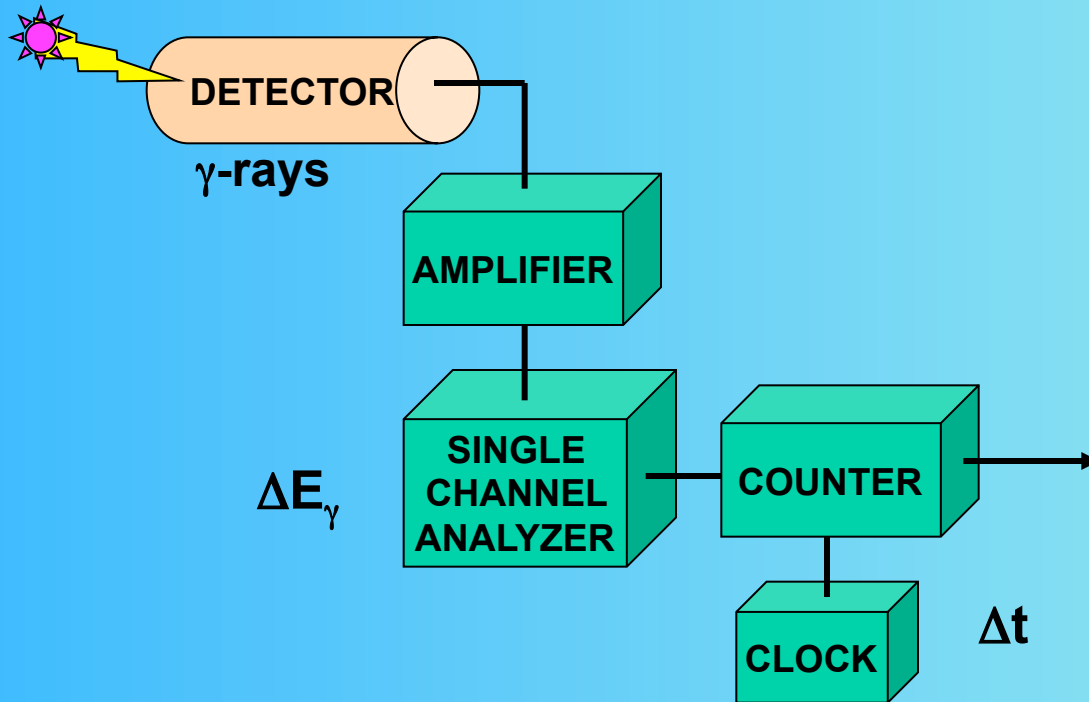 DETECTOR
γ-rays
AMPLIFIER
SINGLE
CHANNEL
ANALYZER
ΔEγ
COUNTER
CLOCK
Δt